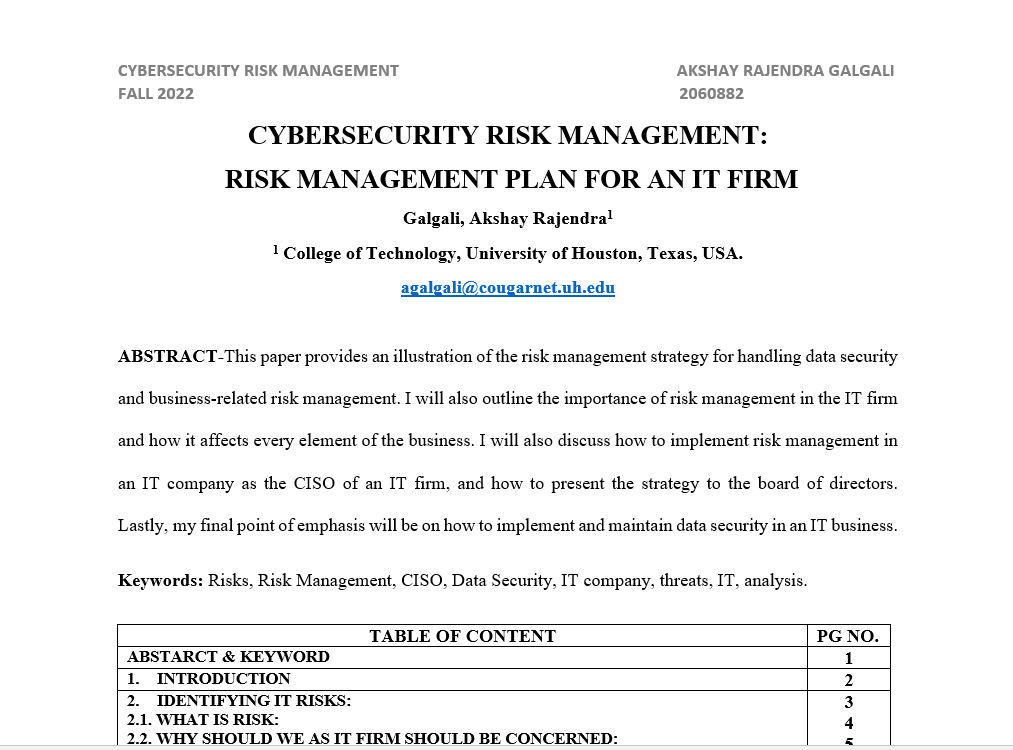 CYBERSECURITY RISK MANAGEMENT AKSHAY RAJENDRA GALGALI
FALL 2022 2060882
CYBERSECURITY RISK MANAGEMENT:
RISK MANAGEMENT PLAN FOR AN IT FIRM
Galgali, Akshay Rajendra¹
¹ College of Technology, University of Houston, Texas, USA.
agalgali@cougarnet.uh.edu
ABSTRACT-This paper provides an illustration of the risk management strategy for handling data security
and business-related risk management. I will also outline the importance of risk management in the IT firm
and how it affects every element of the business. I will also discuss how to implement risk management in
an IT company as the CISO of an IT firm, and how to present the strategy to the board of directors.
Lastly, my final point of emphasis will be on how to implement and maintain data security in an IT business.
Keywords: Risks, Risk Management, CISO, Data Security, IT company, threats, IT, analysis.
TABLE OF CONTENT PG NO.
ABSTARCT & KEYWORD 1
1. INTRODUCTION 2
2. IDENTIFYING IT RISKS: 3
2.1. WHAT IS RISK: 4
2.2. WHY SHOULD WE AS IT FIRM SHOULD BE CONCERNED: 5